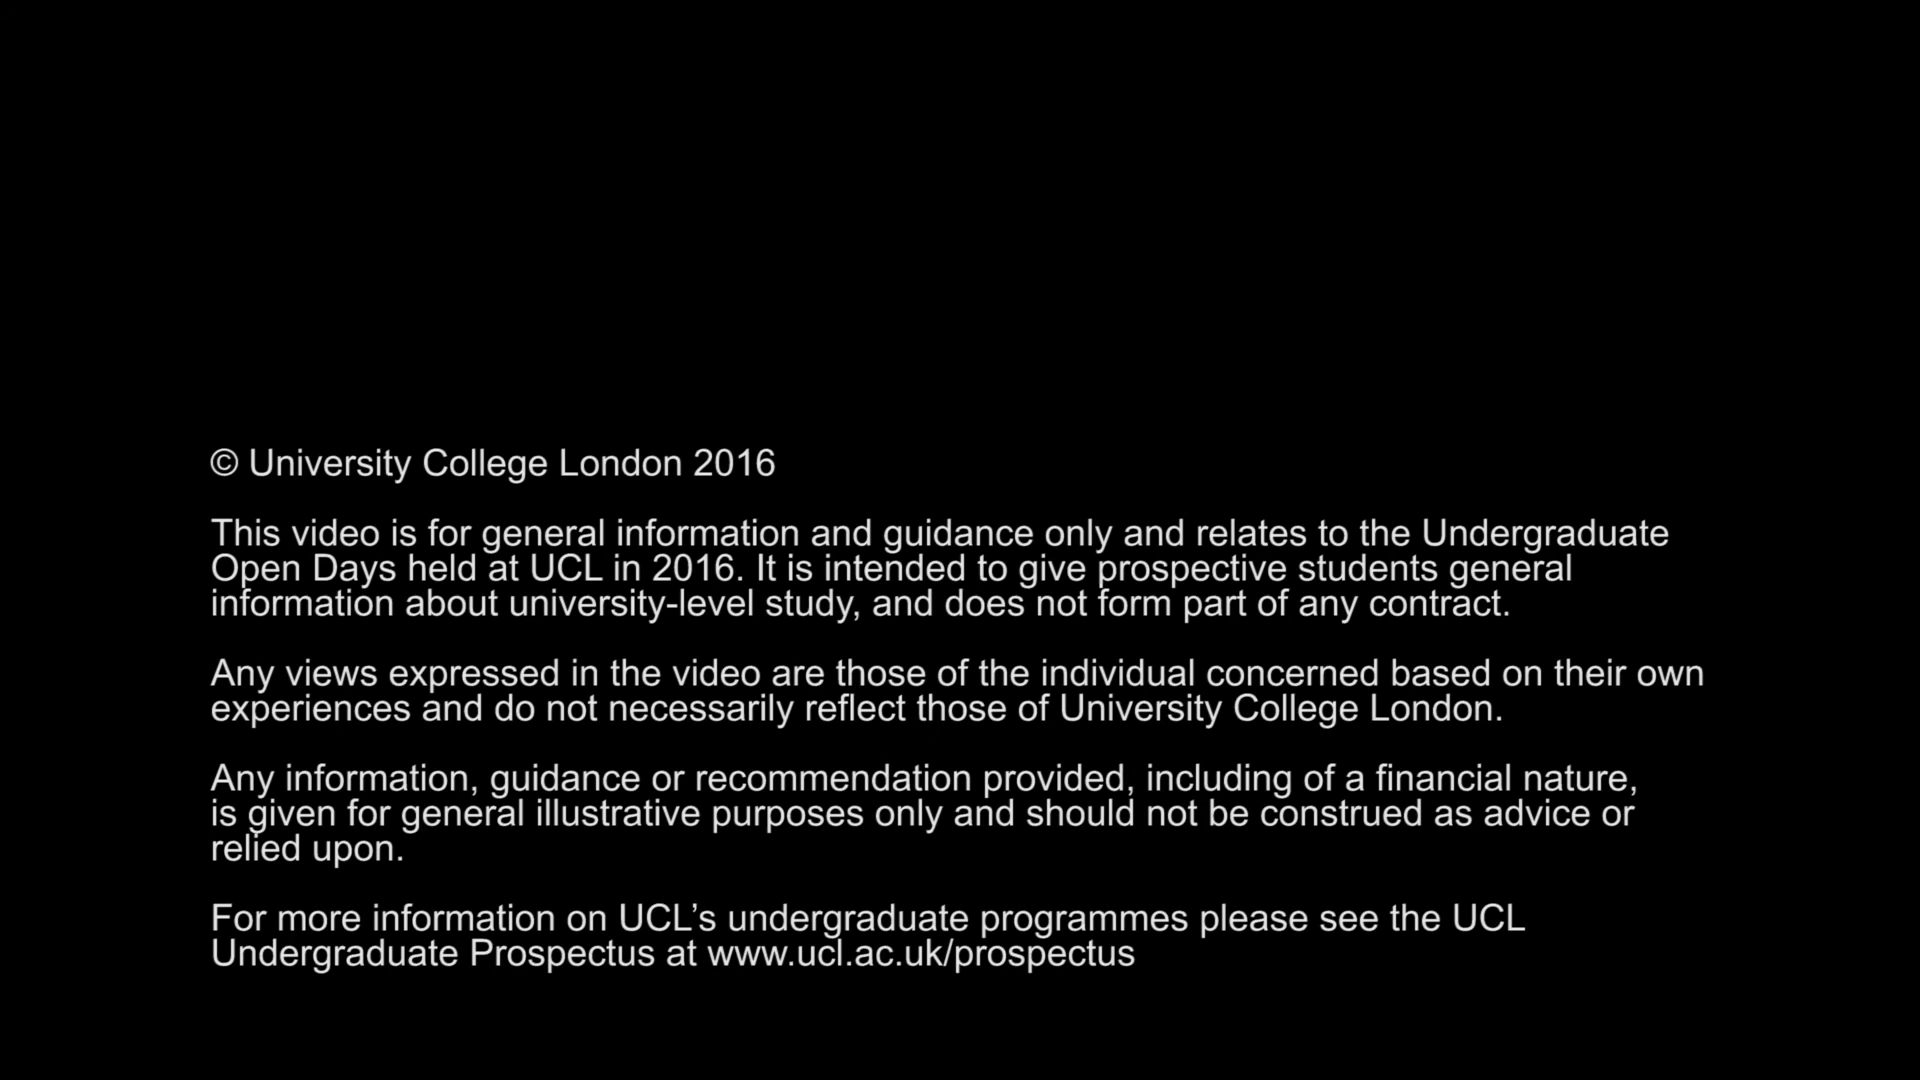 © University College London 2016
This video is for general information and guidance only and relates to the Undergraduate
Open Days held at UCL in 2016. It is intended to give prospective students general
information about university-level study, and does not form part of any contract.
Any views expressed in the video are those of the individual concerned based on their own
experiences and do not necessarily reflect those of University College London.
Any information, guidance or recommendation provided, including of a financial nature,
is given for general illustrative purposes only and should not be construed as advice or
relied upon.
For more information on UCL’s undergraduate programmes please see the UCL
Undergraduate Prospectus at www.ucl.ac.uk/prospectus